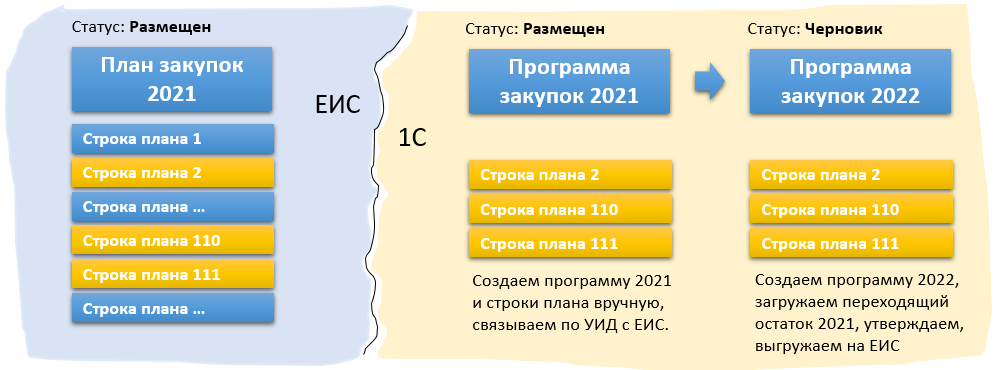 Статус: Размещен
План закупок
2021
Строка плана 1
Строка плана 2
Строка плана ...
Строка плана 110
Строка плана 111
Строка плана ...
ЕИС
1С
Статус: Размещен
Программа
закупок 2021
Строка плана 2
Строка плана 110
Строка плана 111
Создаем программу 2021
и строки плана вручную,
связываем по УИД с ЕИС.
Статус: Черновик
Программа
закупок 2022
Строка плана 2
Строка плана 110
Строка плана 111
Создаем программу 2022,
загружаем переходящий
остаток 2021, утверждаем,
выгружаем на ЕИС